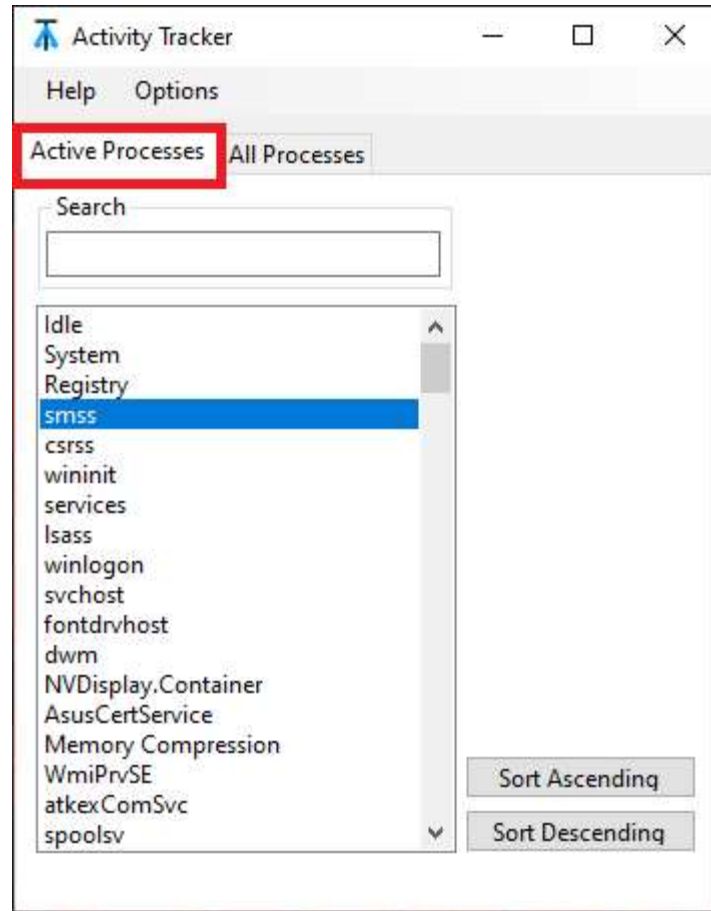 Activity Tracker
Help Options
Active Processes All Processes
Search
Idle
System
Registry
smss
csrss
wininit
services
lsass
winlogon
svchost
fontdrvhost
dwm
NVDisplay.Container
AsusCertService
Memory Compression
WmiPrvSE
atkexComSvc
spoolsv
Sort Ascending
Sort Descending